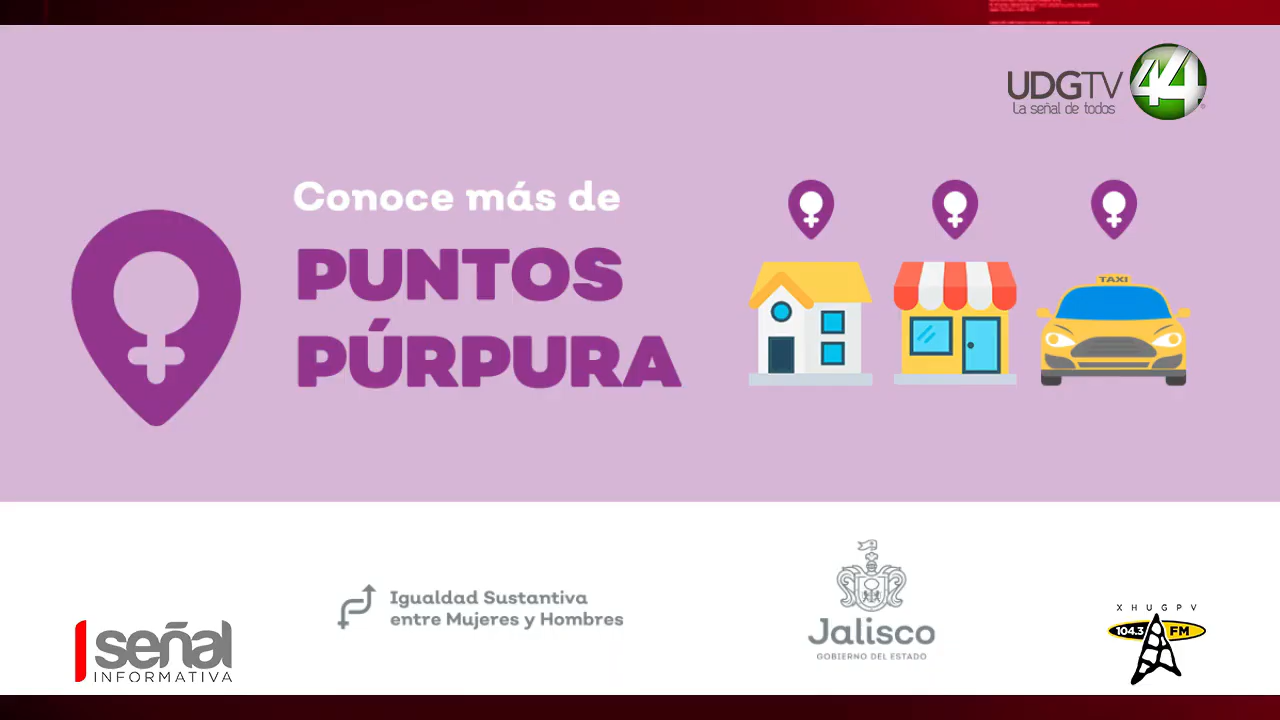 UDGTV 44
La señal de todos
Conoce más de
PUNTOS
PÚRPURA
TAXI
Igualdad Sustantiva
entre Mujeres y Hombres
Jalisco
GOBIERNO DEL ESTADO
señal
INFORMATIVA
XHUGPV
104.3 FM